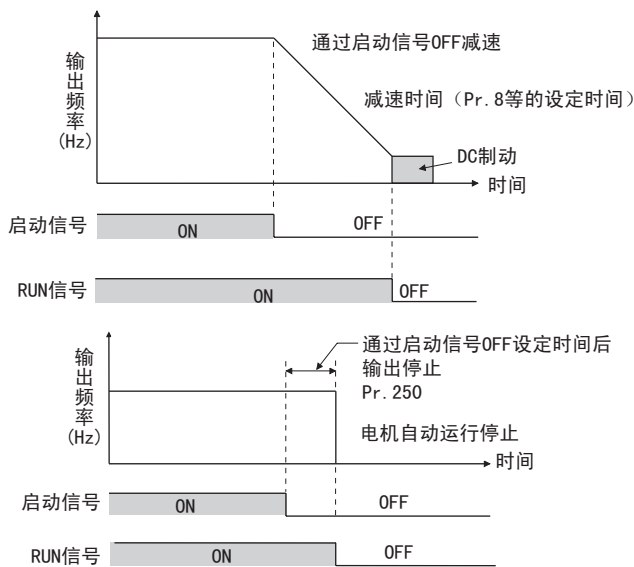 输出频率
(Hz)
通过启动信号OFF减速
减速时间（Pr.8等的设定时间）
DC制动
时间
启动信号
ON
OFF
RUN信号
ON
OFF
输出频率
(Hz)
通过启动信号OFF设定时间后
输出停止
Pr.250
电机自动运行停止
时间
启动信号
ON
OFF
RUN信号
ON
OFF